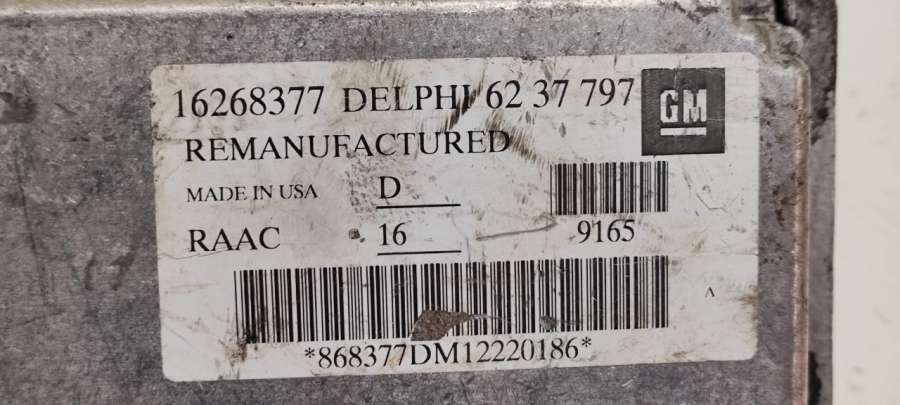 16268377 DELPHI 62 37 797 GM
REMANUFACTURED
MADE IN USA D
RAAC 16 9165
A
*868377DM12220186*